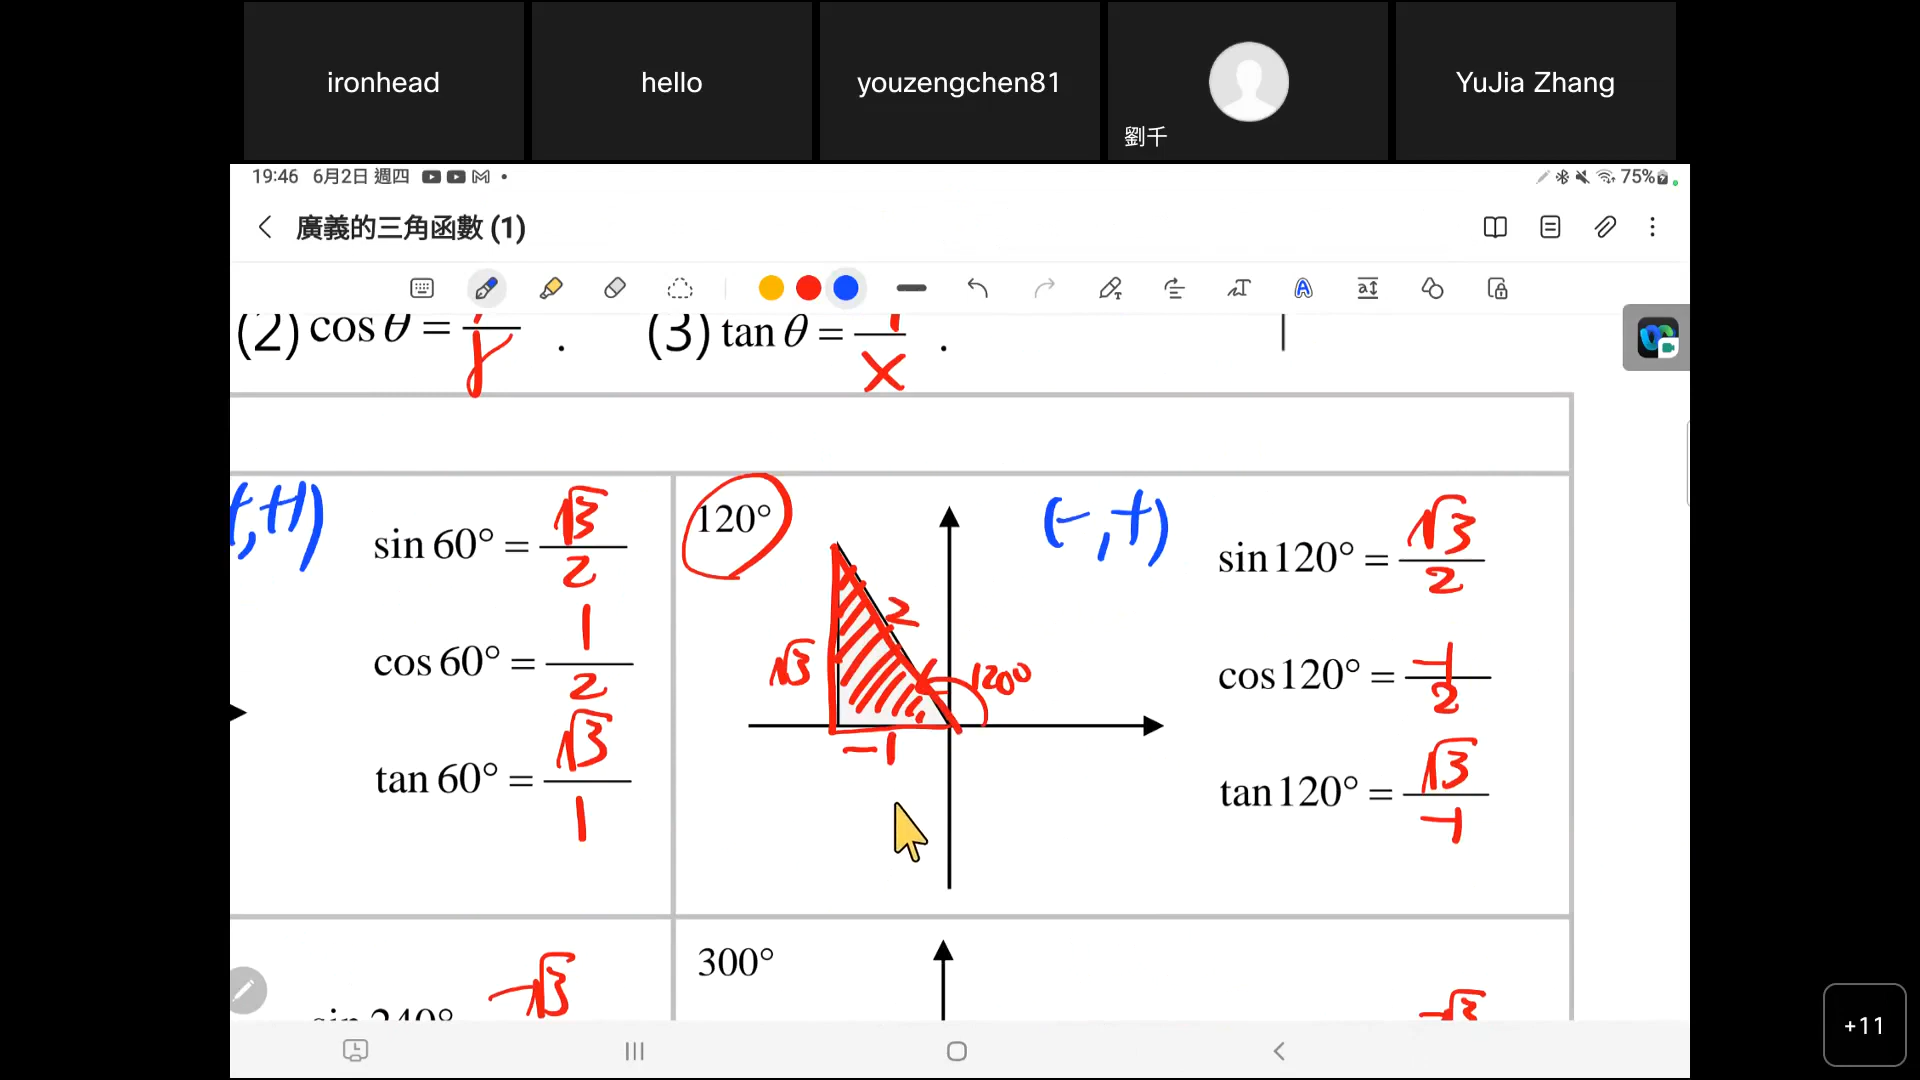 ironhead
hello
youzengchen81
劉千
YuJia Zhang
19:46 6月2日 週四
75%
廣義的三角函數 (1)
(2) cos θ = /r . (3) tan θ = /x .
(-, +)
sin 60° = √3/2
cos 60° = 1/2
tan 60° = √3/1
120°
2
√3
120°
-1
sin 120° = √3/2
cos 120° = -1/2
tan 120° = √3/-1
300°
-√3
sin 240°
-√3
+11